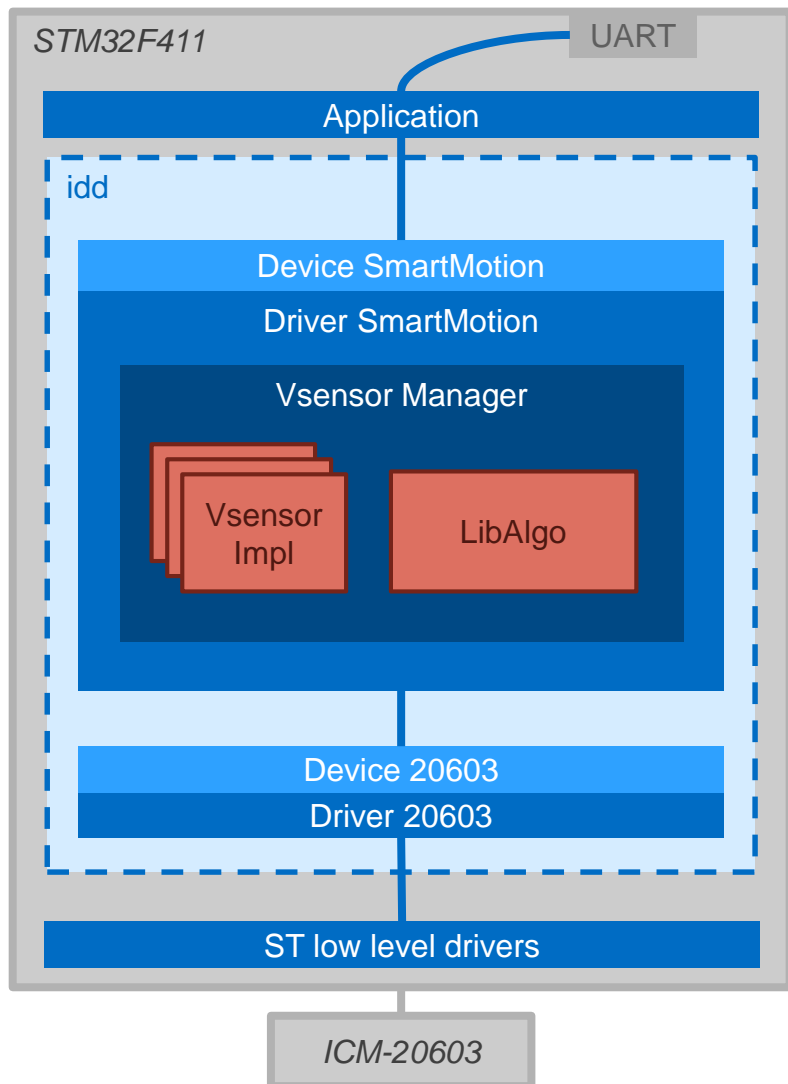 STM32F411
UART
Application
idd
Device SmartMotion
Driver SmartMotion
Vsensor Manager
Vsensor
Impl
LibAlgo
Device 20603
Driver 20603
ST low level drivers
ICM-20603